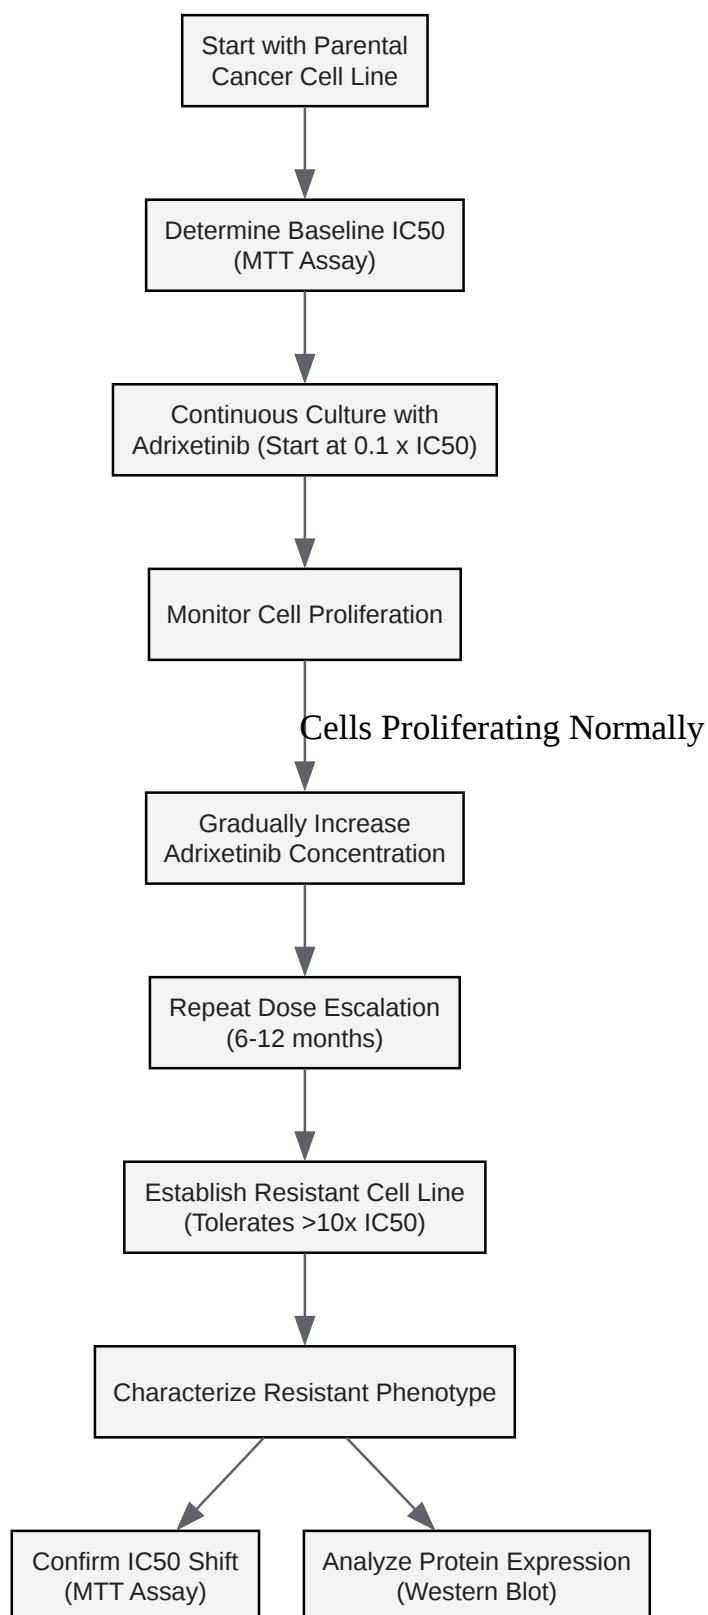 Start with Parental
Cancer Cell Line
Determine Baseline IC50
(MTT Assay)
Continuous Culture with
Adrixetinib (Start at 0.1 x IC50)
Monitor Cell Proliferation
Cells Proliferating Normally
Gradually Increase
Adrixetinib Concentration
Repeat Dose Escalation
(6-12 months)
Establish Resistant Cell Line
(Tolerates >10x IC50)
Characterize Resistant Phenotype
Confirm IC50 Shift
(MTT Assay)
Analyze Protein Expression
(Western Blot)